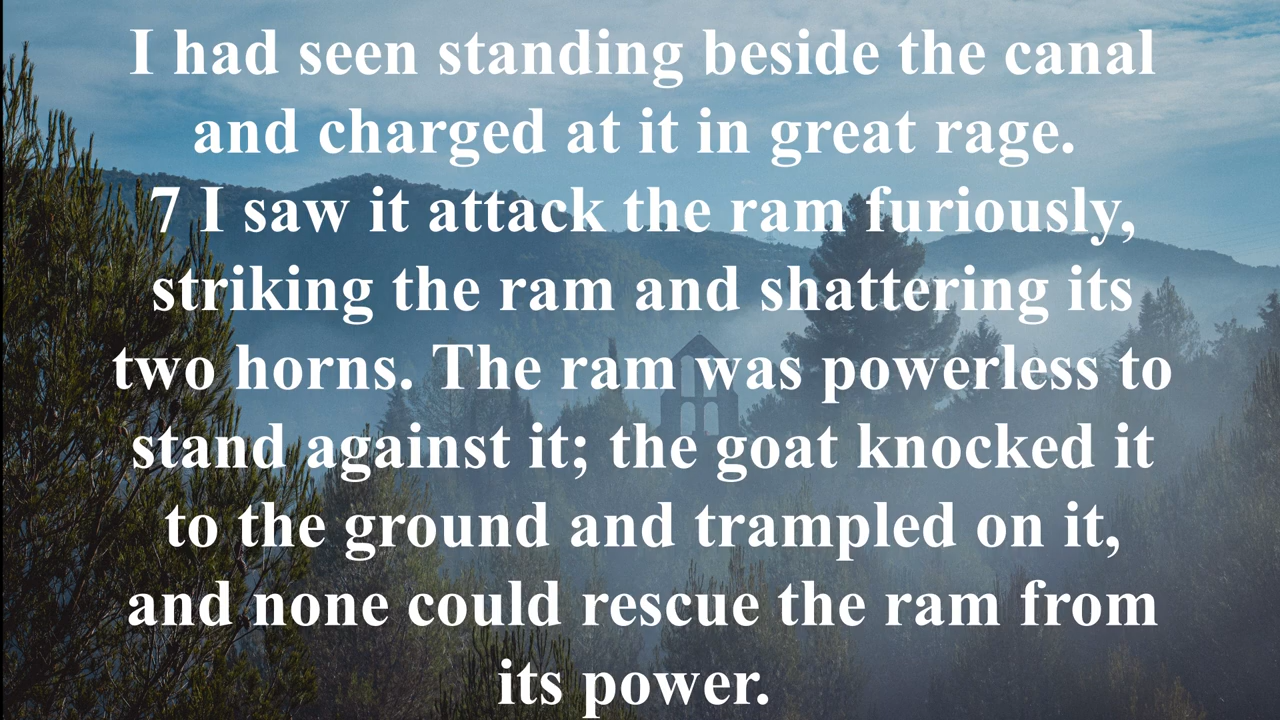 I had seen standing beside the canal
and charged at it in great rage.
7 I saw it attack the ram furiously,
striking the ram and shattering its
two horns. The ram was powerless to
stand against it; the goat knocked it
to the ground and trampled on it,
and none could rescue the ram from
its power.